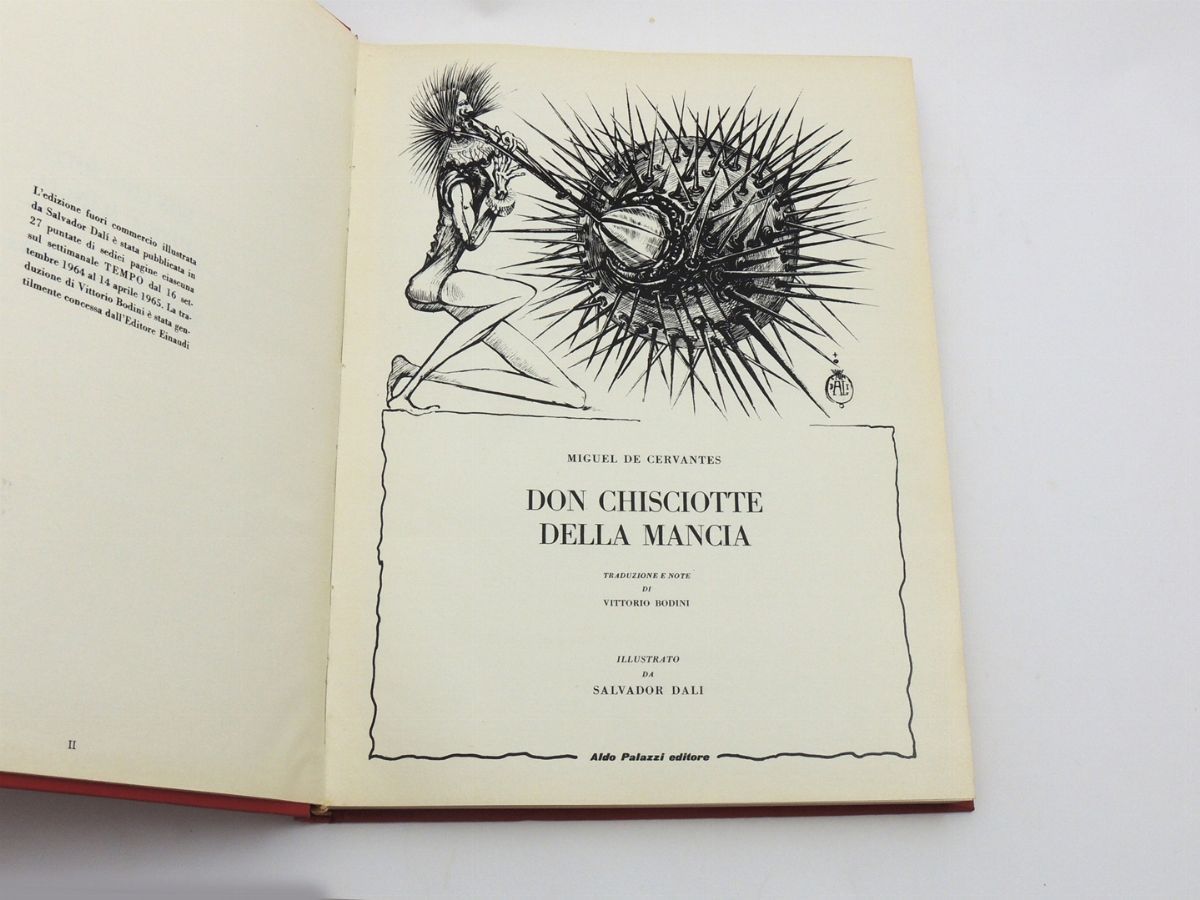 L'edizione fuori commercio illustrata
da Salvador Dalí è stata pubblicata in
27 puntate di sedici pagine ciascuna
sul settimanale TEMPO dal 16 set-
tembre 1964 al 14 aprile 1965. La tra-
duzione di Vittorio Bodini è stata gen-
tilmente concessa dall'Editore Einaudi
II
DALI
MIGUEL DE CERVANTES
DON CHISCIOTTE
DELLA MANCIA
TRADUZIONE E NOTE
DI
VITTORIO BODINI
ILLUSTRATO
DA
SALVADOR DALI
Aldo Palazzi editore